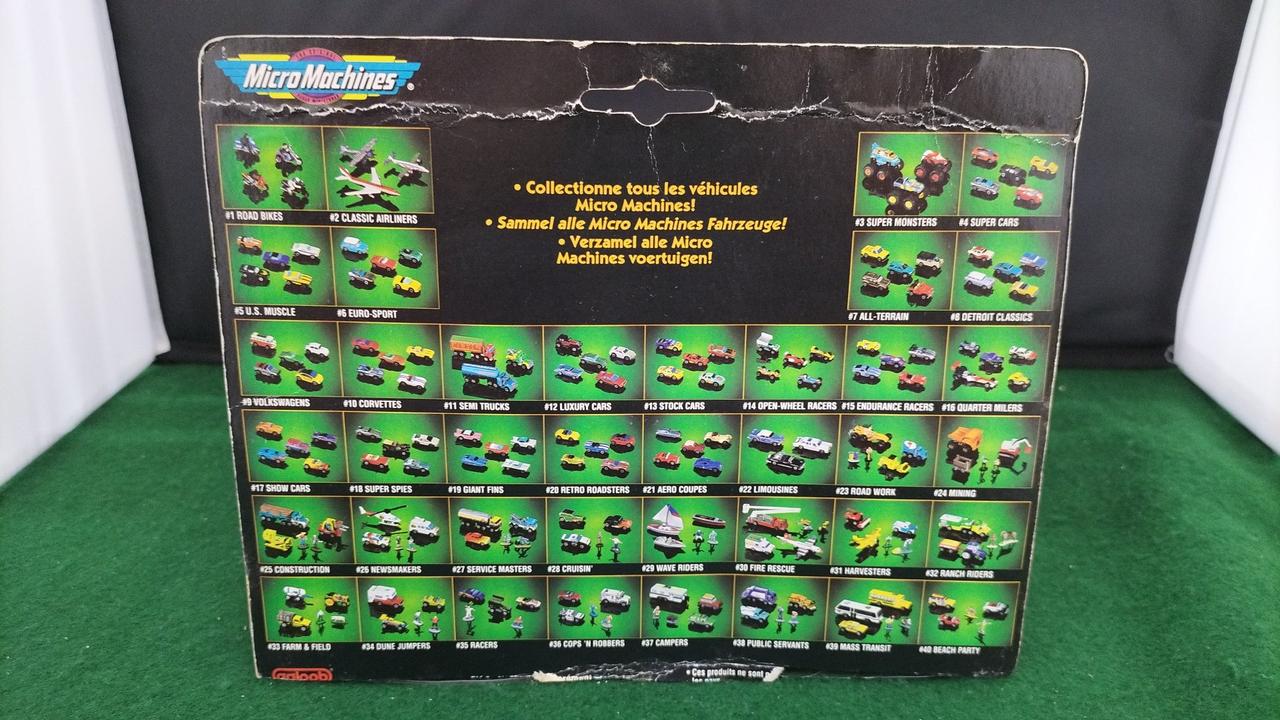 MicroMachines®
• Collectionne tous les véhicules
Micro Machines!
• Sammel alle Micro Machines Fahrzeuge!
• Verzamel alle Micro
Machines voertuigen!
#1 ROAD BIKES
#2 CLASSIC AIRLINERS
#3 SUPER MONSTERS
#4 SUPER CARS
#5 U.S. MUSCLE
#6 EURO-SPORT
#7 ALL-TERRAIN
#8 DETROIT CLASSICS
#9 VOLKSWAGENS
#10 CORVETTES
#11 SEMI TRUCKS
#12 LUXURY CARS
#13 STOCK CARS
#14 OPEN-WHEEL RACERS
#15 ENDURANCE RACERS
#16 QUARTER MILERS
#17 SHOW CARS
#18 SUPER SPIES
#19 GIANT FINS
#20 RETRO ROADSTERS
#21 AERO COUPES
#22 LIMOUSINES
#23 ROAD WORK
#24 MINING
#25 CONSTRUCTION
#26 NEWSMAKERS
#27 SERVICE MASTERS
#28 CRUISIN'
#29 WAVE RIDERS
#30 FIRE RESCUE
#31 HARVESTERS
#32 RANCH RIDERS
#33 FARM & FIELD
#34 DUNE JUMPERS
#35 RACERS
#36 COPS 'N ROBBERS
#37 CAMPERS
#38 PUBLIC SERVANTS
#39 MASS TRANSIT
#40 BEACH PARTY
galoob
• Ces produits ne sont p
les pays